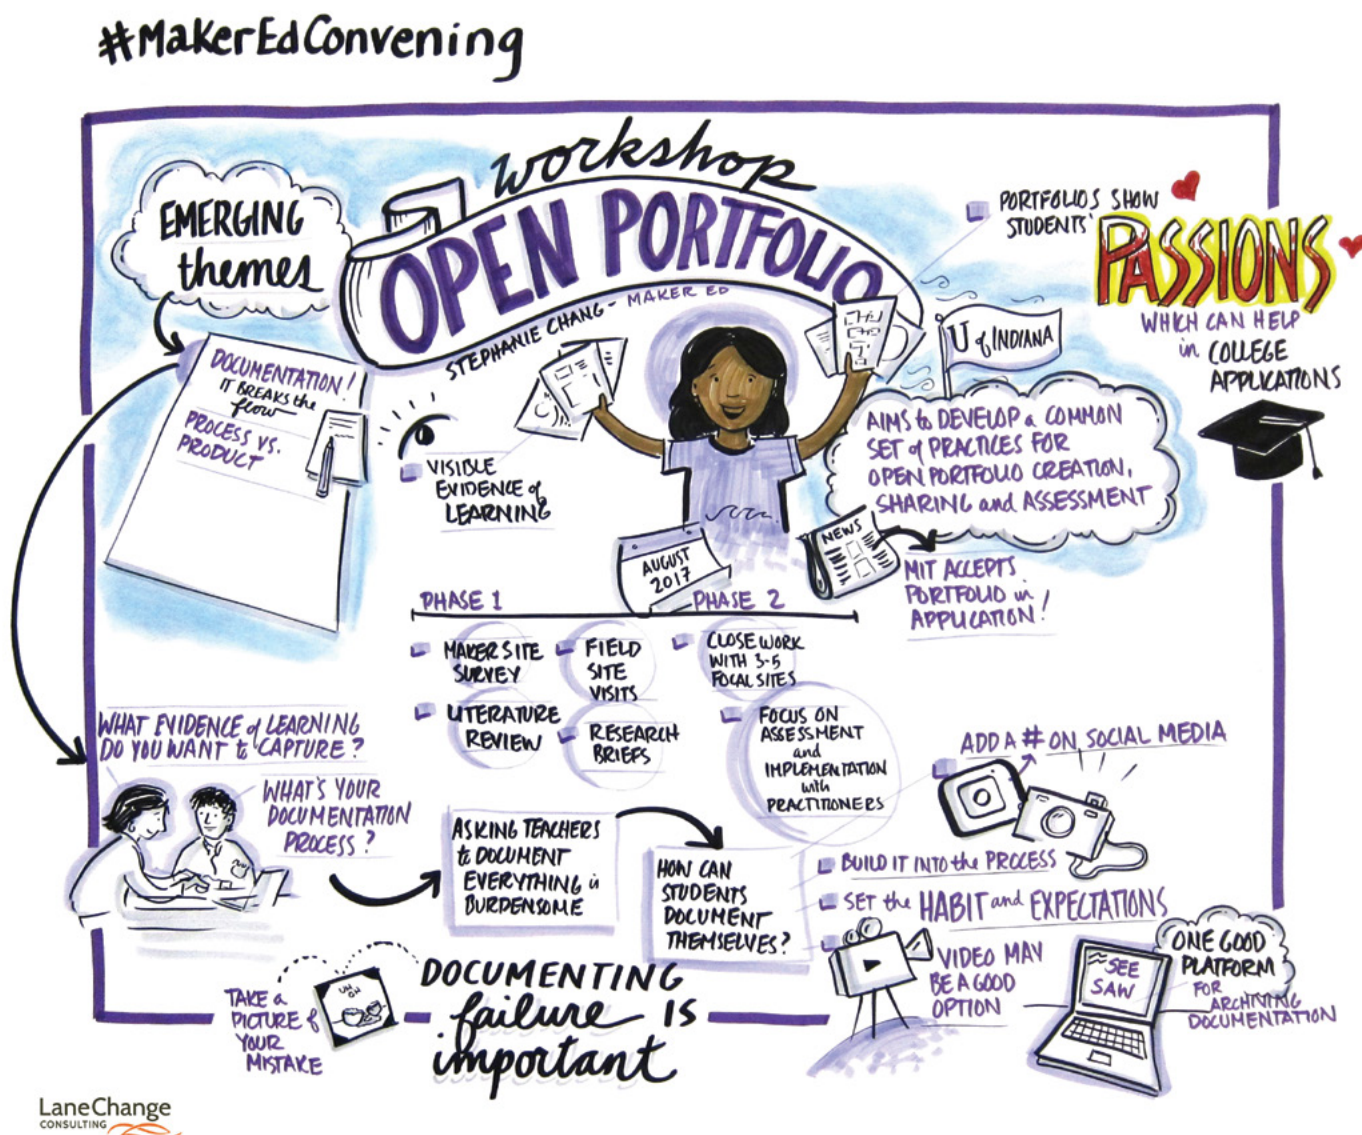 #MakerEdConvening
workshop
OPEN PORTFOLIO
STEPHANIE CHANG - MAKER ED
EMERGING
themes
DOCUMENTATION!
IT BREAKS the
flow
PROCESS VS.
PRODUCT
VISIBLE
EVIDENCE of
LEARNING
PORTFOLIOS SHOW
STUDENTS'
PASSIONS
WHICH CAN HELP
in COLLEGE
APPLICATIONS
U of INDIANA
AIMS to DEVELOP a COMMON
SET of PRACTICES FOR
OPEN PORTFOLIO CREATION,
SHARING and ASSESSMENT
NEWS
MIT ACCEPTS
PORTFOLIO in
APPLICATION!
AUGUST
2017
PHASE 1
MAKER SITE
SURVEY
FIELD
SITE
VISITS
LITERATURE
REVIEW
RESEARCH
BRIEFS
PHASE 2
CLOSE WORK
WITH 3-5
FOCAL SITES
FOCUS ON
ASSESSMENT
and
IMPLEMENTATION
with
PRACTITIONERS
WHAT EVIDENCE of LEARNING
DO YOU WANT to CAPTURE?
WHAT'S YOUR
DOCUMENTATION
PROCESS?
ASKING TEACHERS
to DOCUMENT
EVERYTHING is
BURDENSOME
HOW CAN
STUDENTS
DOCUMENT
THEMSELVES?
ADD A # ON SOCIAL MEDIA
BUILD IT INTO the PROCESS
SET the HABIT and EXPECTATIONS
VIDEO MAY
BE A GOOD
OPTION
SEE
SAW
ONE GOOD
PLATFORM
FOR
ARCHIVING
DOCUMENTATION
TAKE a
PICTURE of
YOUR
MISTAKE
UH
OH
DOCUMENTING
failure IS
important
LaneChange
CONSULTING